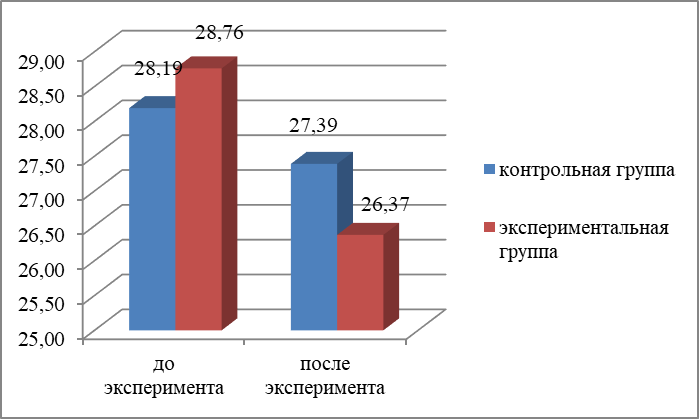 29,00
28,50
28,00
27,50
27,00
26,50
26,00
25,50
25,00
28,19
28,76
27,39
26,37
до
эксперимента
после
эксперимента
контрольная группа
экспериментальная
группа